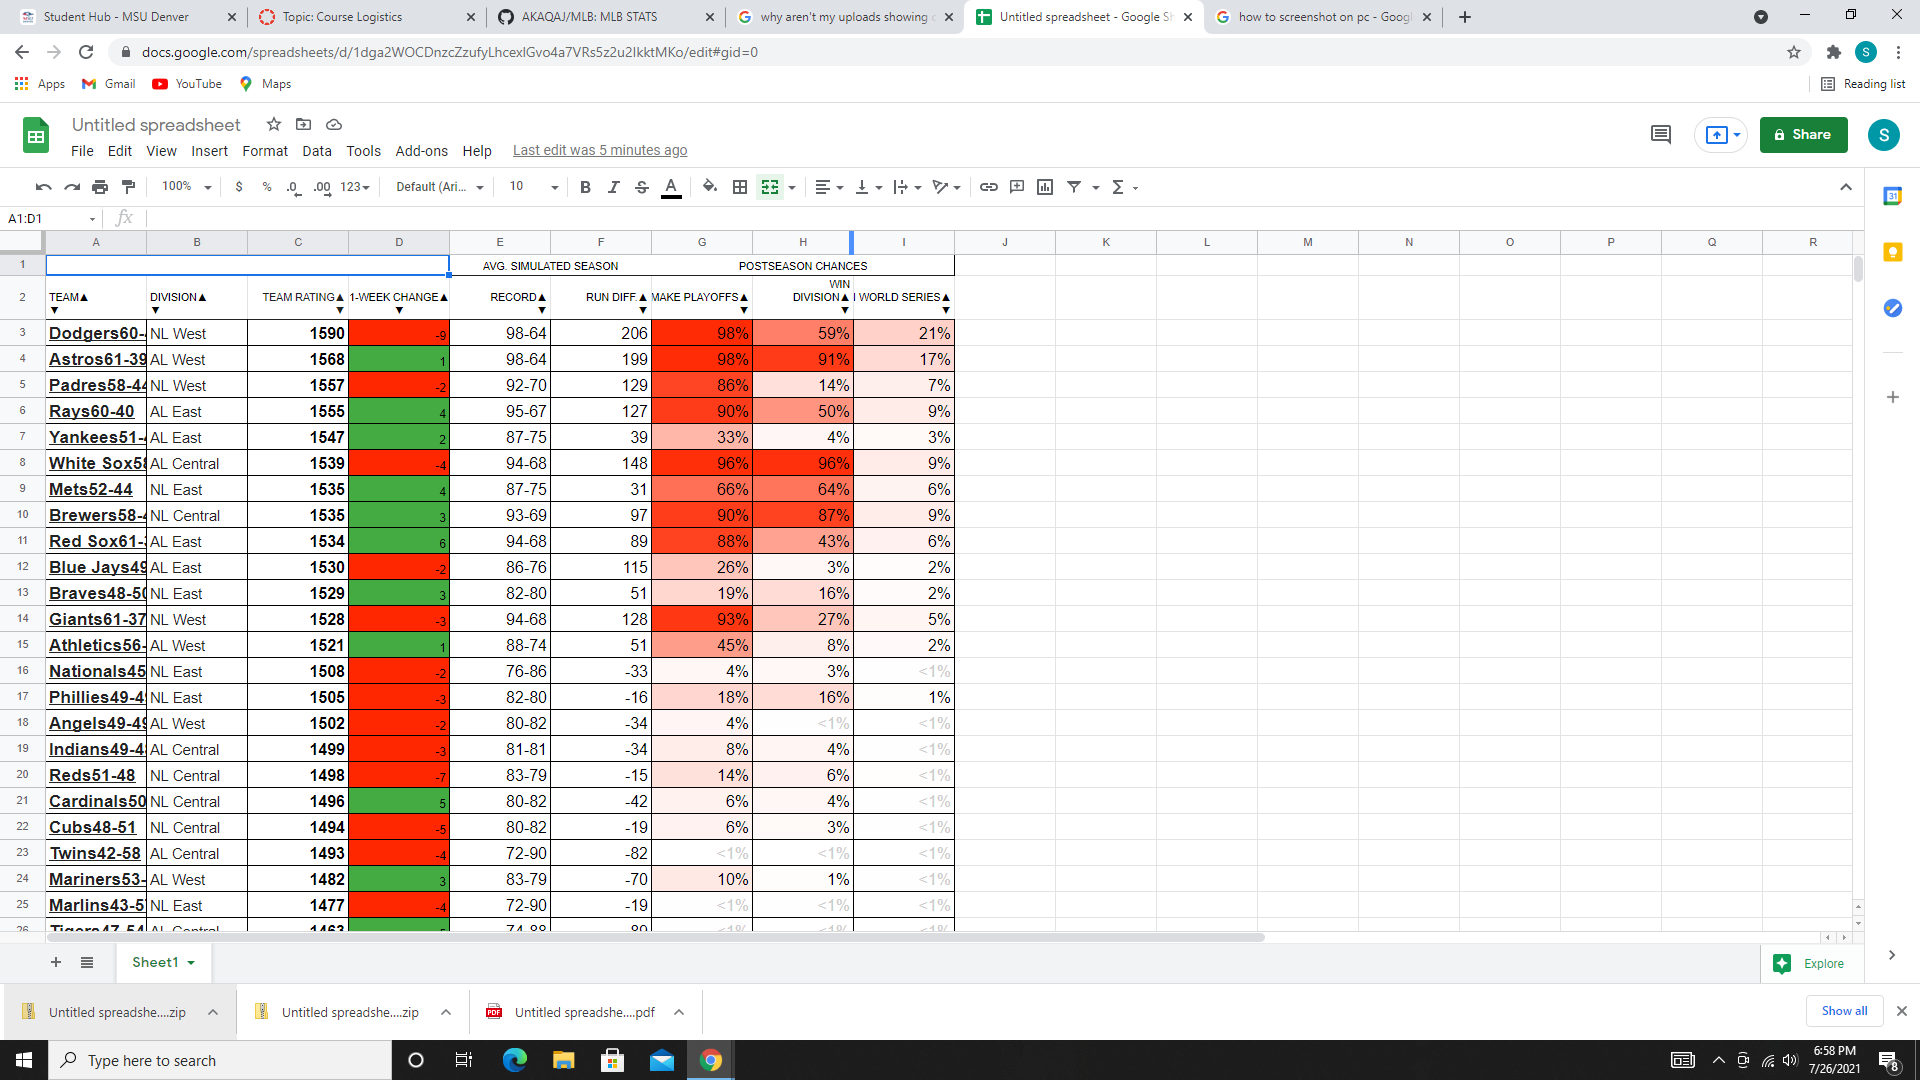 Student Hub - MSU Denver
Topic: Course Logistics
AKAQAJ/MLB: MLB STATS
why aren't my uploads showing
Untitled spreadsheet - Google Sh
how to screenshot on pc - Googl
docs.google.com/spreadsheets/d/1dga2WOCDnzcZzufyLhcexlGvo4a7VRs5z2u2IkktMKo/edit#gid=0
S
Apps Gmail YouTube Maps Reading list
Untitled spreadsheet
File Edit View Insert Format Data Tools Add-ons Help Last edit was 5 minutes ago
Share S
100% $ % .0 .00 123 Default (Ari... 10 B I S A
A1:D1 fx
A B C D E F G H I J K L M N O P Q R
1 AVG. SIMULATED SEASON POSTSEASON CHANCES
2 TEAM▲▼ DIVISION▲▼ TEAM RATING▲▼ 1-WEEK CHANGE▲▼ RECORD▲▼ RUN DIFF.▲▼ MAKE PLAYOFFS▲▼ WIN DIVISION▲▼ WORLD SERIES▲▼
3 Dodgers60- NL West 1590 -9 98-64 206 98% 59% 21%
4 Astros61-39 AL West 1568 1 98-64 199 98% 91% 17%
5 Padres58-44 NL West 1557 -2 92-70 129 86% 14% 7%
6 Rays60-40 AL East 1555 4 95-67 127 90% 50% 9%
7 Yankees51- AL East 1547 2 87-75 39 33% 4% 3%
8 White Sox58 AL Central 1539 -4 94-68 148 96% 96% 9%
9 Mets52-44 NL East 1535 4 87-75 31 66% 64% 6%
10 Brewers58-4 NL Central 1535 3 93-69 97 90% 87% 9%
11 Red Sox61- AL East 1534 6 94-68 89 88% 43% 6%
12 Blue Jays49 AL East 1530 -2 86-76 115 26% 3% 2%
13 Braves48-50 NL East 1529 3 82-80 51 19% 16% 2%
14 Giants61-37 NL West 1528 -3 94-68 128 93% 27% 5%
15 Athletics56- AL West 1521 1 88-74 51 45% 8% 2%
16 Nationals45 NL East 1508 -2 76-86 -33 4% 3% <1%
17 Phillies49-49 NL East 1505 -3 82-80 -16 18% 16% 1%
18 Angels49-49 AL West 1502 -2 80-82 -34 4% <1% <1%
19 Indians49-4 AL Central 1499 -3 81-81 -34 8% 4% <1%
20 Reds51-48 NL Central 1498 -7 83-79 -15 14% 6% <1%
21 Cardinals50 NL Central 1496 5 80-82 -42 6% 4% <1%
22 Cubs48-51 NL Central 1494 -5 80-82 -19 6% 3% <1%
23 Twins42-58 AL Central 1493 -4 72-90 -82 <1% <1% <1%
24 Mariners53- AL West 1482 3 83-79 -70 10% 1% <1%
25 Marlins43-57 NL East 1477 -4 72-90 -19 <1% <1% <1%
26 Tigers47-54 AL Central 1463 74-88 <1% <1% <1%
Sheet1 Explore
Untitled spreadshe....zip Untitled spreadshe....zip PDF Untitled spreadshe....pdf Show all
Type here to search
6:58 PM
7/26/2021
8